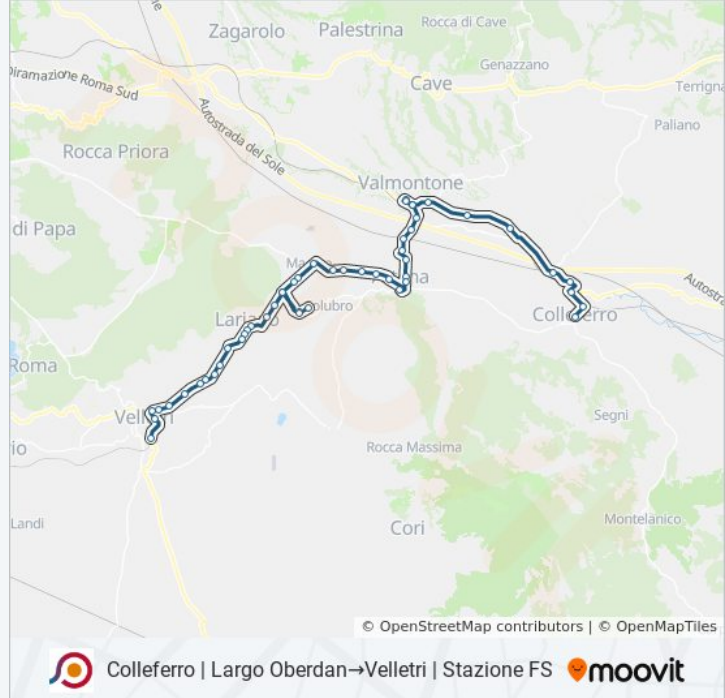 Zagarolo
Palestrina
Rocca di Cave
Genazzano
Diramazione Roma Sud
Cave
Terrigna
Autostrada del Sole
Paliano
Rocca Priora
Valmontone
di Papa
Autostra
Lariano
Colleferro
Roma
Segni
Rocca Massima
Landi
Montelanico
Cori
© OpenStreetMap contributors | © OpenMapTiles
Colleferro | Largo Oberdan→Velletri | Stazione FS
moovit